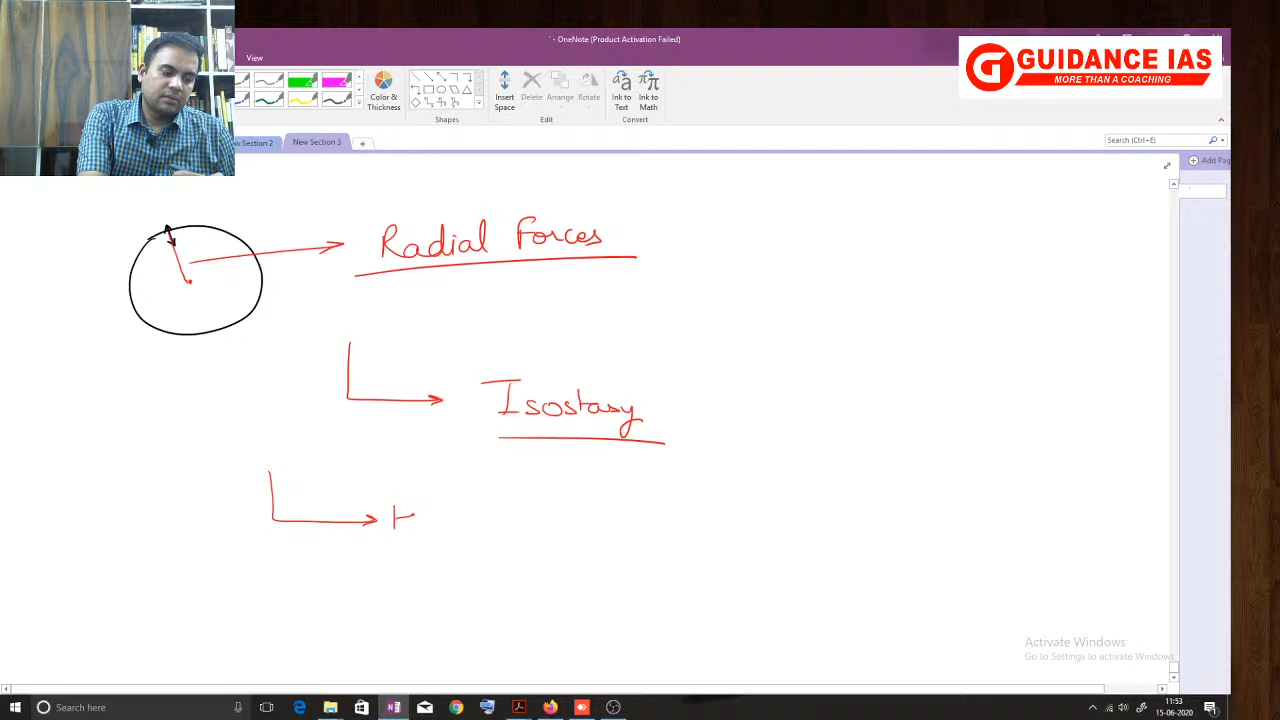 ' - OneNote (Product Activation Failed)
View
GUIDANCE IAS
MORE THAN A COACHING
Color & Thickness
Insert Space
Delete
Arrange
Rotate
Ink to Text
Ink to Math
Shapes
Edit
Convert
w Section 2
New Section 3
Search (Ctrl+E)
Add Pag
Radial Forces
Isostasy
Activate Windows
Go to Settings to activate Windows
Search here
11:53
15-06-2020